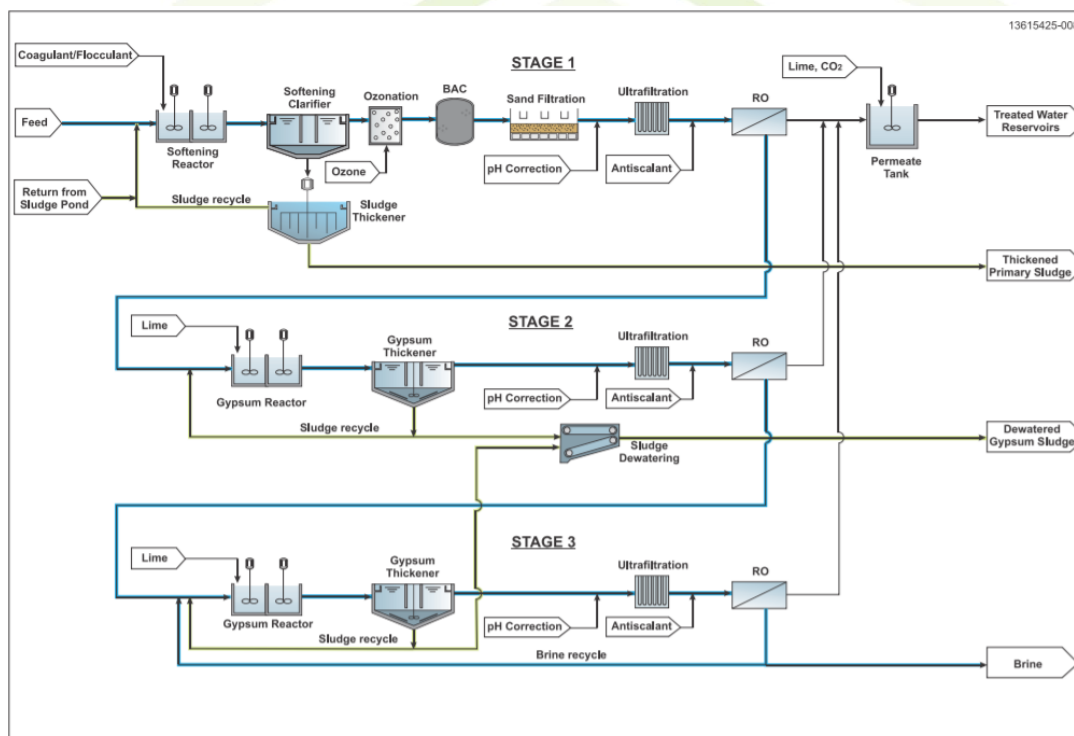 13615425-00
Coagulant/Flocculant
STAGE 1
Lime, CO₂
Softening
Clarifier
Ozonation
BAC
Sand Filtration
Ultrafiltration
RO
Feed
Treated Water
Reservoirs
Softening
Reactor
Ozone
pH Correction
Antiscalant
Permeate
Tank
Return from
Sludge Pond
Sludge recycle
Sludge
Thickener
Thickened
Primary Sludge
STAGE 2
Lime
Gypsum
Thickener
Ultrafiltration
RO
Gypsum Reactor
pH Correction
Antiscalant
Sludge recycle
Sludge
Dewatering
Dewatered
Gypsum Sludge
STAGE 3
Lime
Gypsum
Thickener
Ultrafiltration
RO
Gypsum Reactor
pH Correction
Antiscalant
Sludge recycle
Brine recycle
Brine